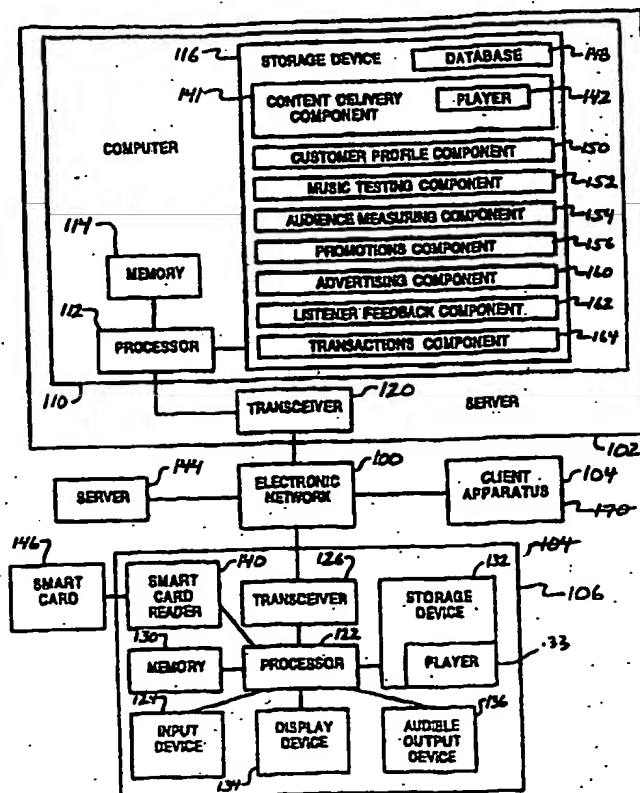 116
STORAGE DEVICE
DATABASE
148
141
CONTENT DELIVERY
COMPONENT
PLAYER
142
COMPUTER
CUSTOMER PROFILE COMPONENT
150
MUSIC TESTING COMPONENT
152
AUDIENCE MEASURING COMPONENT
154
114
PROMOTIONS COMPONENT
156
MEMORY
ADVERTISING COMPONENT
160
112
LISTENER FEEDBACK COMPONENT
162
PROCESSOR
TRANSACTIONS COMPONENT
164
110
TRANSCEIVER
120
SERVER
102
144
100
SERVER
ELECTRONIC
NETWORK
CLIENT
APPARATUS
104
170
146
140
126
104
132
SMART
CARD
SMART
CARD
READER
TRANSCEIVER
STORAGE
DEVICE
106
130
122
MEMORY
PROCESSOR
PLAYER
133
124
136
INPUT
DEVICE
DISPLAY
DEVICE
AUDIBLE
OUTPUT
DEVICE
134